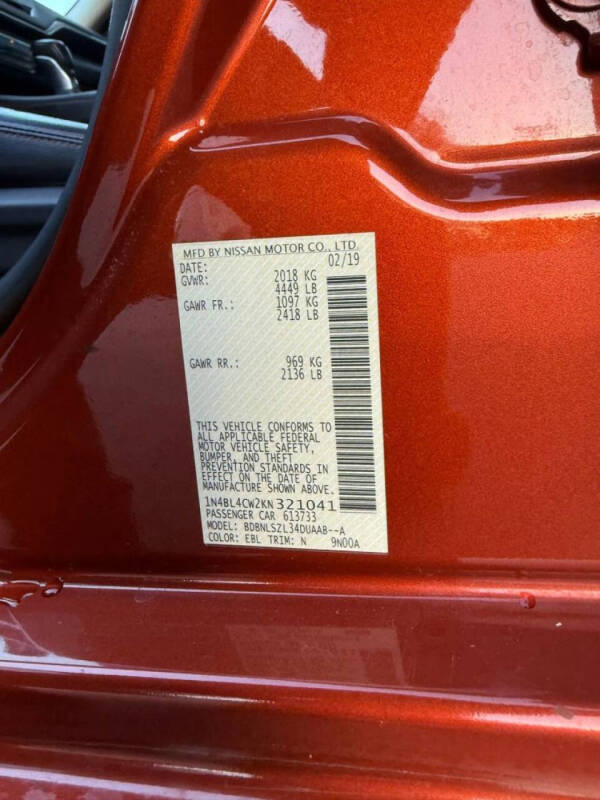 MFD BY NISSAN MOTOR CO., LTD.
DATE: 02/19
GVWR: 2018 KG
4449 LB
GAWR FR.: 1097 KG
2418 LB
GAWR RR.: 969 KG
2136 LB
THIS VEHICLE CONFORMS TO
ALL APPLICABLE FEDERAL
MOTOR VEHICLE SAFETY,
BUMPER, AND THEFT
PREVENTION STANDARDS IN
EFFECT ON THE DATE OF
MANUFACTURE SHOWN ABOVE.
1N4BL4CW2KN321041
PASSENGER CAR 613733
MODEL: BDBNLSZL34DUAAB--A
COLOR: EBL TRIM: N 9N00A